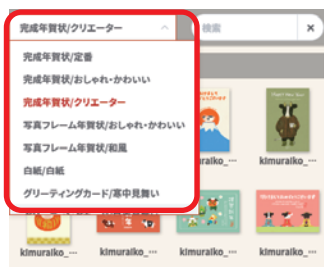 完成年賀状/クリエーター
検索
×
完成年賀状/定番
完成年賀状/おしゃれ・かわいい
完成年賀状/クリエーター
写真フレーム年賀状/おしゃれ・かわいい
写真フレーム年賀状/和風
白紙/白紙
グリーティングカード/寒中見舞い
kimuraiko_…
kimuraiko_…
kimuraiko_…
kimuraiko_…
kimuraiko_…
kimuraiko_…